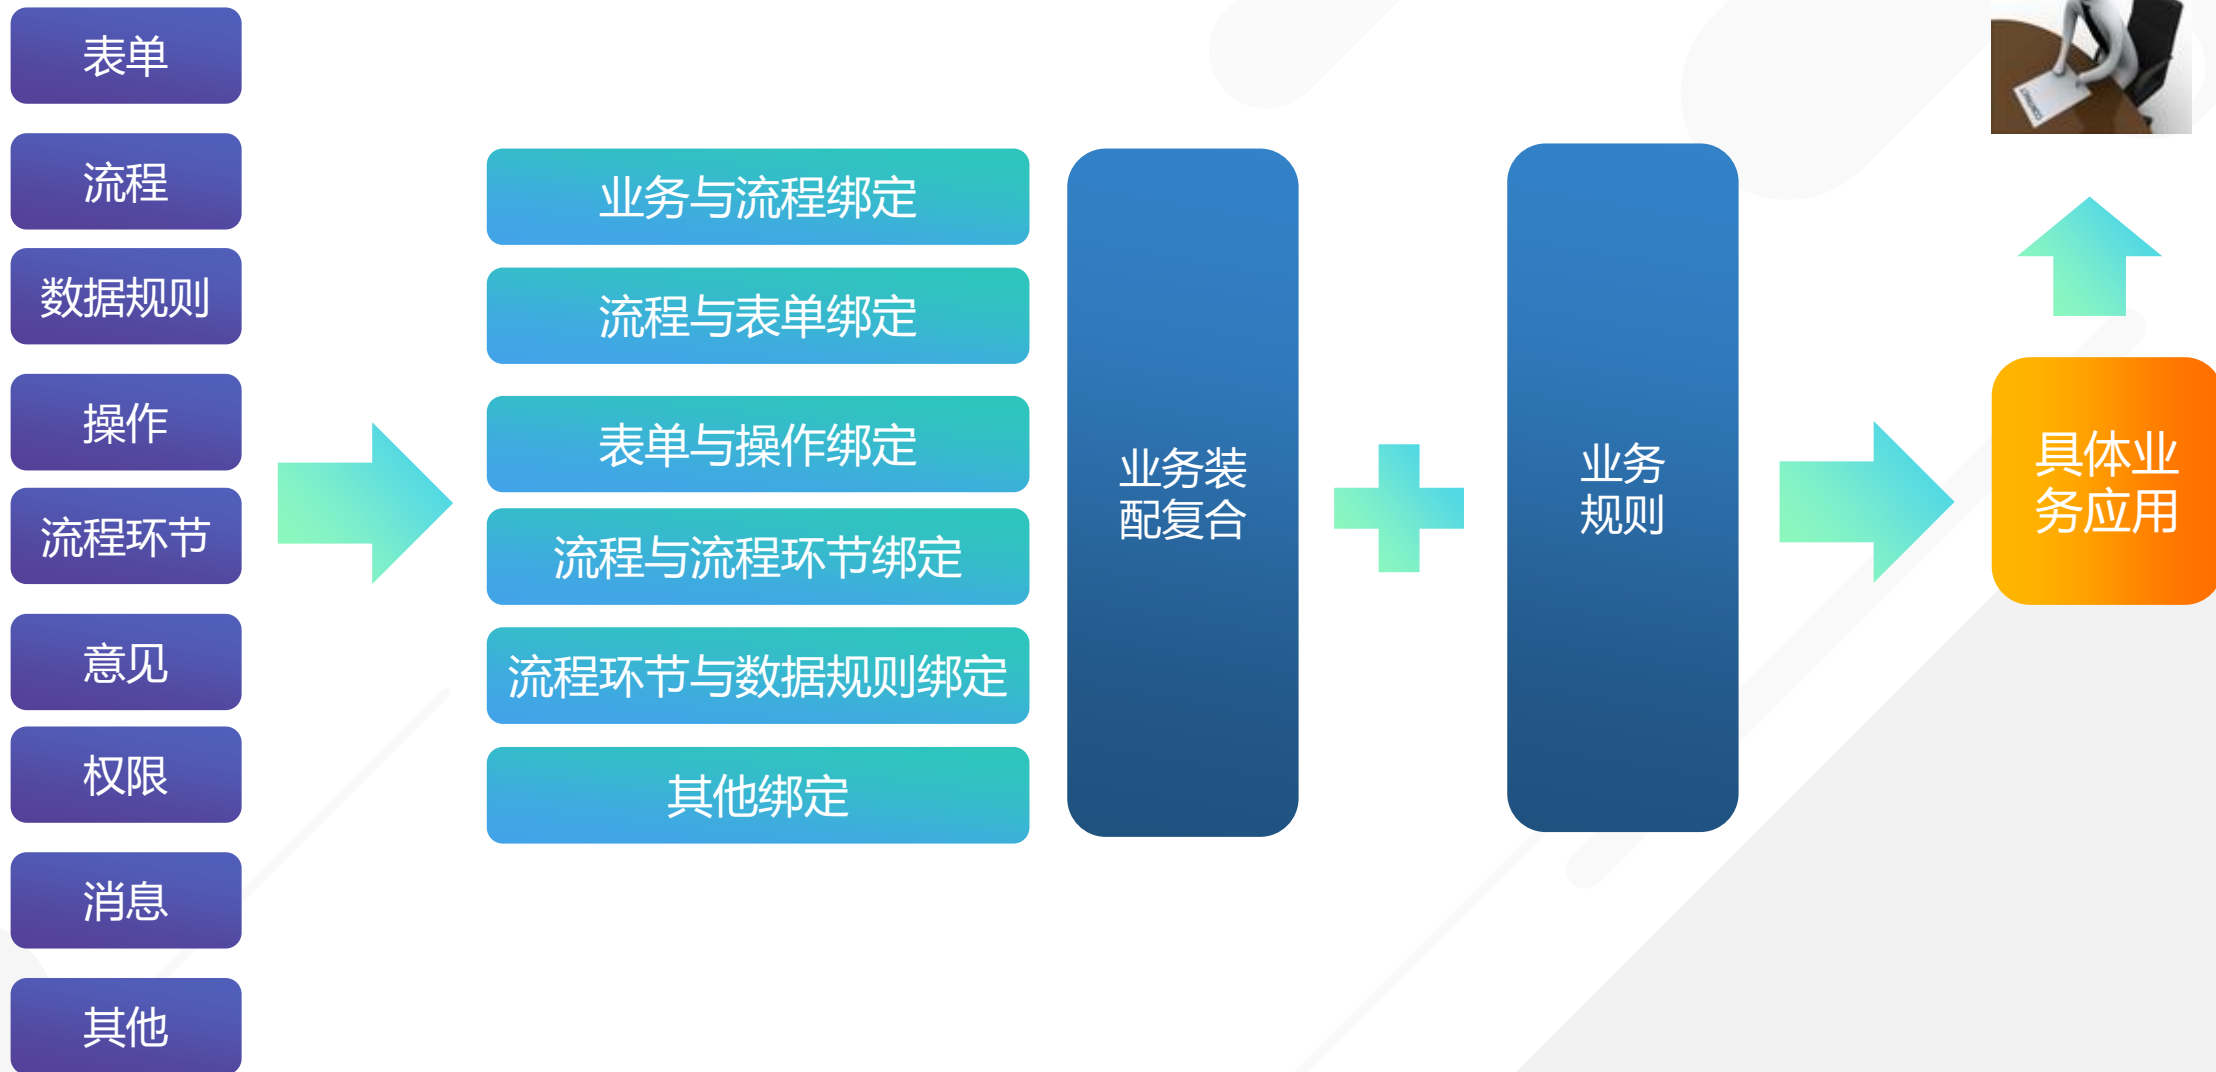 表单
流程
数据规则
操作
流程环节
意见
权限
消息
其他
业务与流程绑定
流程与表单绑定
表单与操作绑定
流程与流程环节绑定
流程环节与数据规则绑定
其他绑定
业务装
配复合
业务
规则
具体业
务应用
CONTRACT